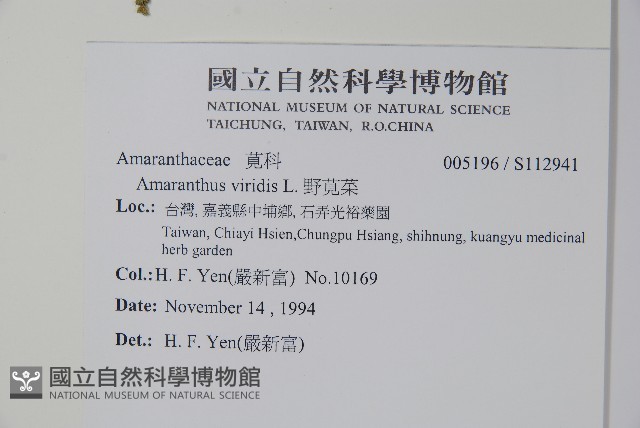 國立自然科學博物館
NATIONAL MUSEUM OF NATURAL SCIENCE
TAICHUNG, TAIWAN, R.O.CHINA
Amaranthaceae 莧科 005196 / S112941
Amaranthus viridis L. 野莧菜
Loc.: 台灣, 嘉義縣中埔鄉, 石弄光裕藥園
Taiwan, Chiayi Hsien,Chungpu Hsiang, shihnung, kuangyu medicinal
herb garden
Col.: H. F. Yen(嚴新富) No.10169
Date: November 14 , 1994
Det.: H. F. Yen(嚴新富)
國立自然科學博物館
NATIONAL MUSEUM OF NATURAL SCIENCE